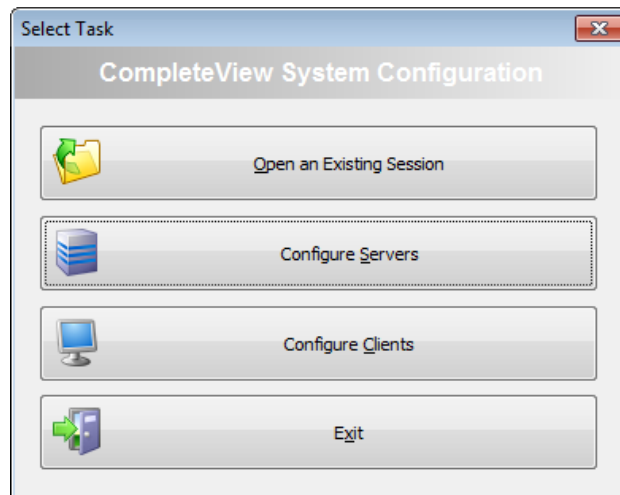 Select Task
CompleteView System Configuration
Open an Existing Session
Configure Servers
Configure Clients
Exit